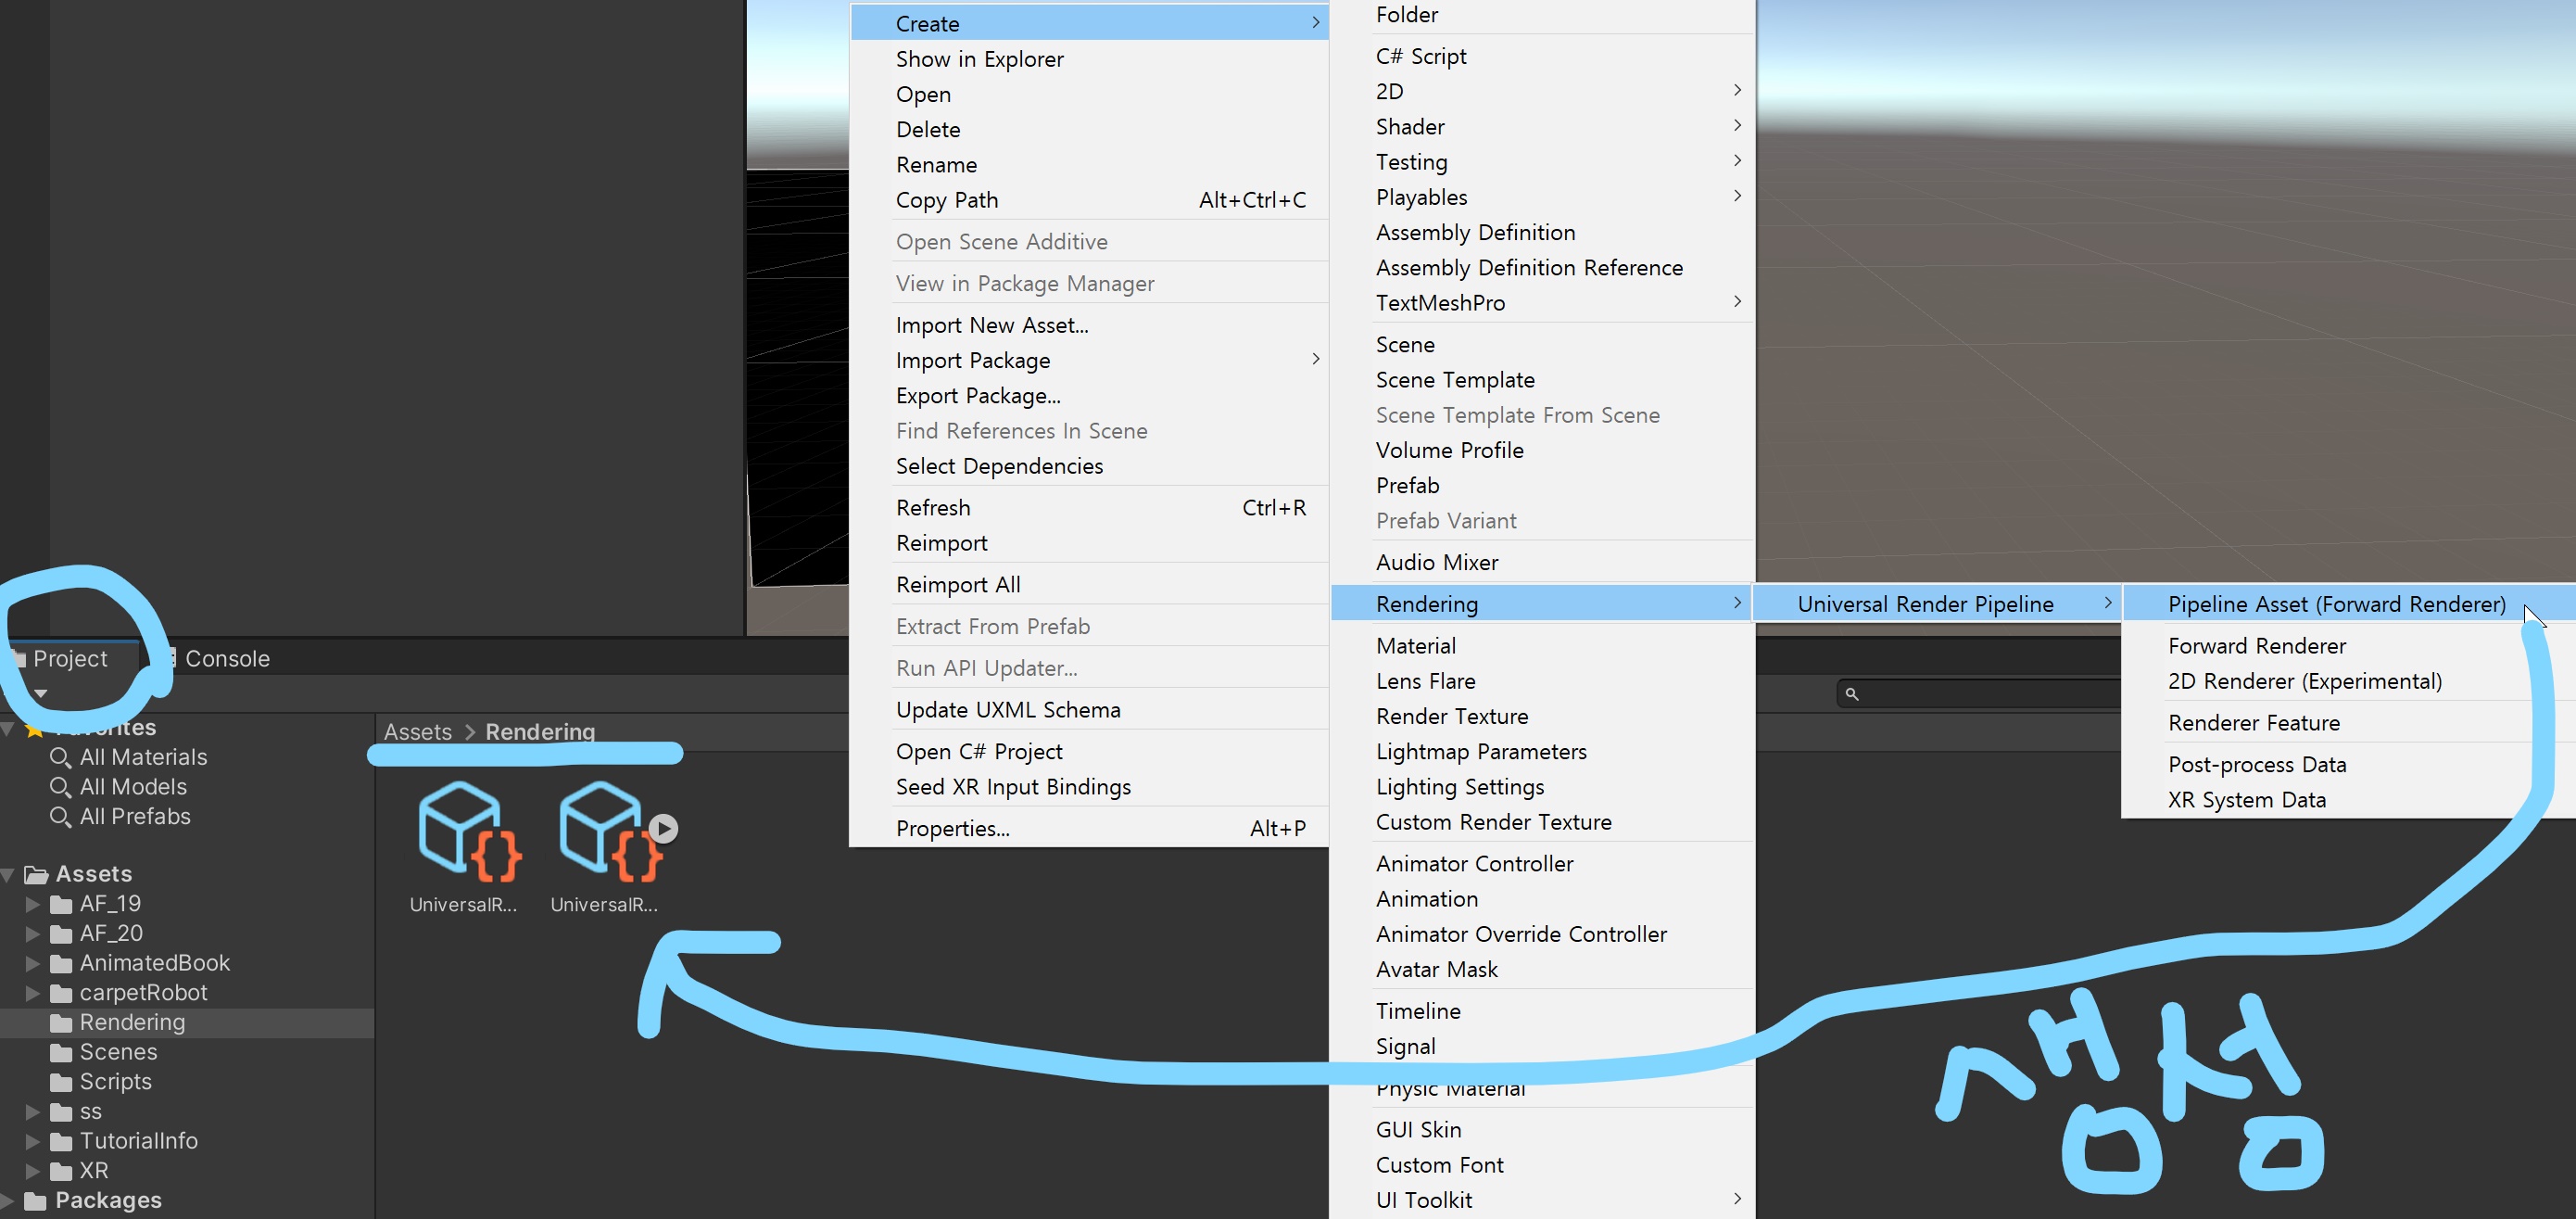 Create
Show in Explorer
Open
Delete
Rename
Copy Path Alt+Ctrl+C
Open Scene Additive
View in Package Manager
Import New Asset...
Import Package
Export Package...
Find References In Scene
Select Dependencies
Refresh Ctrl+R
Reimport
Reimport All
Extract From Prefab
Run API Updater...
Update UXML Schema
Open C# Project
Seed XR Input Bindings
Properties... Alt+P
Folder
C# Script
2D
Shader
Testing
Playables
Assembly Definition
Assembly Definition Reference
TextMeshPro
Scene
Scene Template
Scene Template From Scene
Volume Profile
Prefab
Prefab Variant
Audio Mixer
Rendering
Material
Lens Flare
Render Texture
Lightmap Parameters
Lighting Settings
Custom Render Texture
Animator Controller
Animation
Animator Override Controller
Avatar Mask
Timeline
Signal
Physic Material
GUI Skin
Custom Font
UI Toolkit
Universal Render Pipeline
Pipeline Asset (Forward Renderer)
Forward Renderer
2D Renderer (Experimental)
Renderer Feature
Post-process Data
XR System Data
Project Console
Favorites
All Materials
All Models
All Prefabs
Assets
AF_19
AF_20
AnimatedBook
carpetRobot
Rendering
Scenes
Scripts
ss
TutorialInfo
XR
Packages
Assets > Rendering
UniversalR... UniversalR...
생성